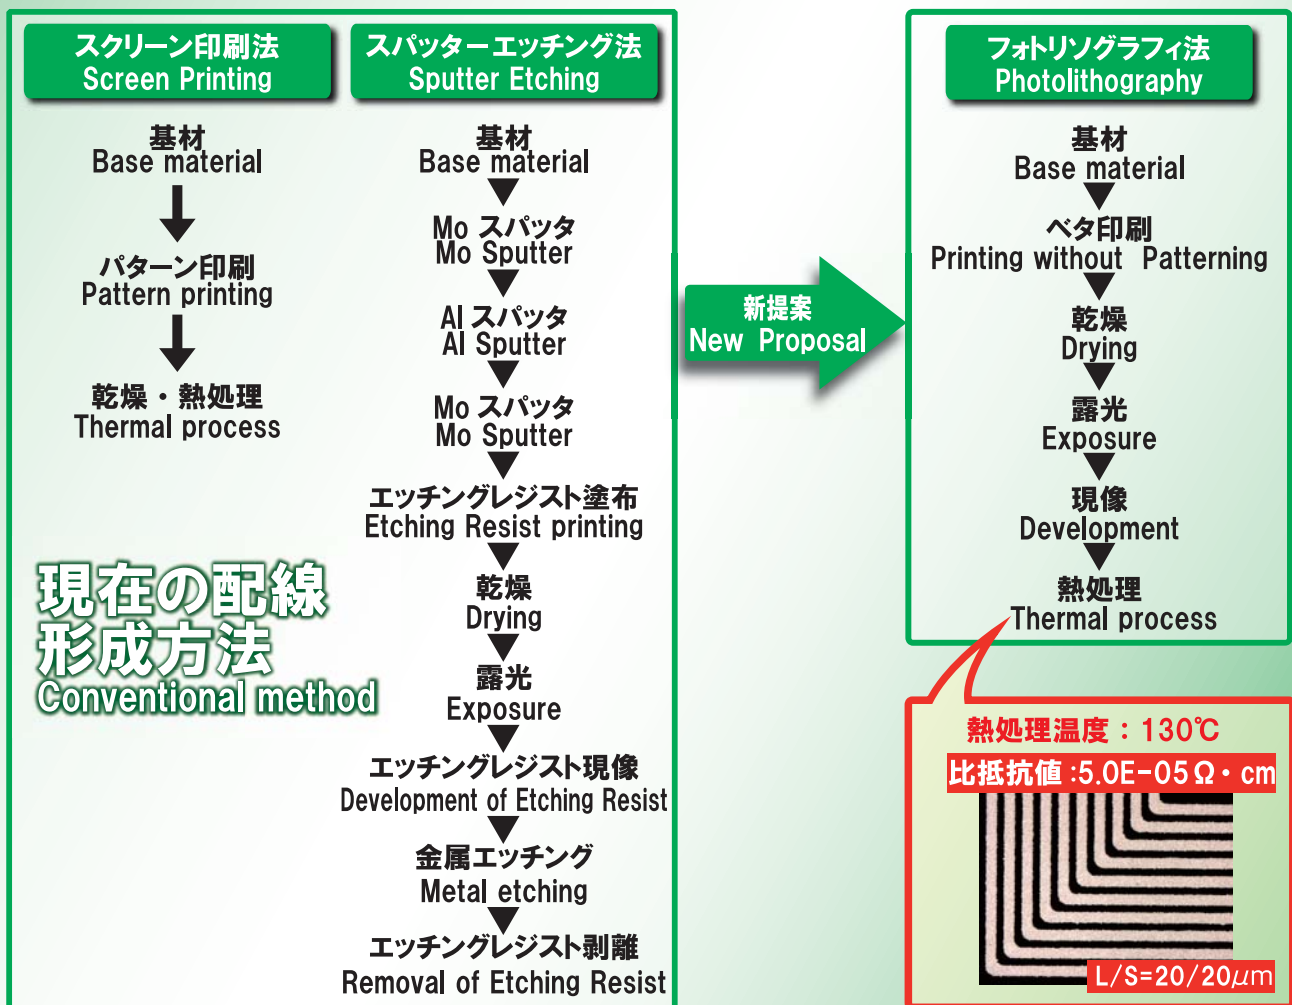 スクリーン印刷法
Screen Printing
基材
Base material
パターン印刷
Pattern printing
乾燥・熱処理
Thermal process
スパッターエッチング法
Sputter Etching
基材
Base material
Mo スパッタ
Mo Sputter
Al スパッタ
Al Sputter
Mo スパッタ
Mo Sputter
エッチングレジスト塗布
Etching Resist printing
乾燥
Drying
露光
Exposure
エッチングレジスト現像
Development of Etching Resist
金属エッチング
Metal etching
エッチングレジスト剥離
Removal of Etching Resist
現在の配線
形成方法
Conventional method
新提案
New Proposal
フォトリソグラフィ法
Photolithography
基材
Base material
ベタ印刷
Printing without Patterning
乾燥
Drying
露光
Exposure
現像
Development
熱処理
Thermal process
熱処理温度：130℃
比抵抗値:5.0E-05Ω・cm
L/S=20/20μm